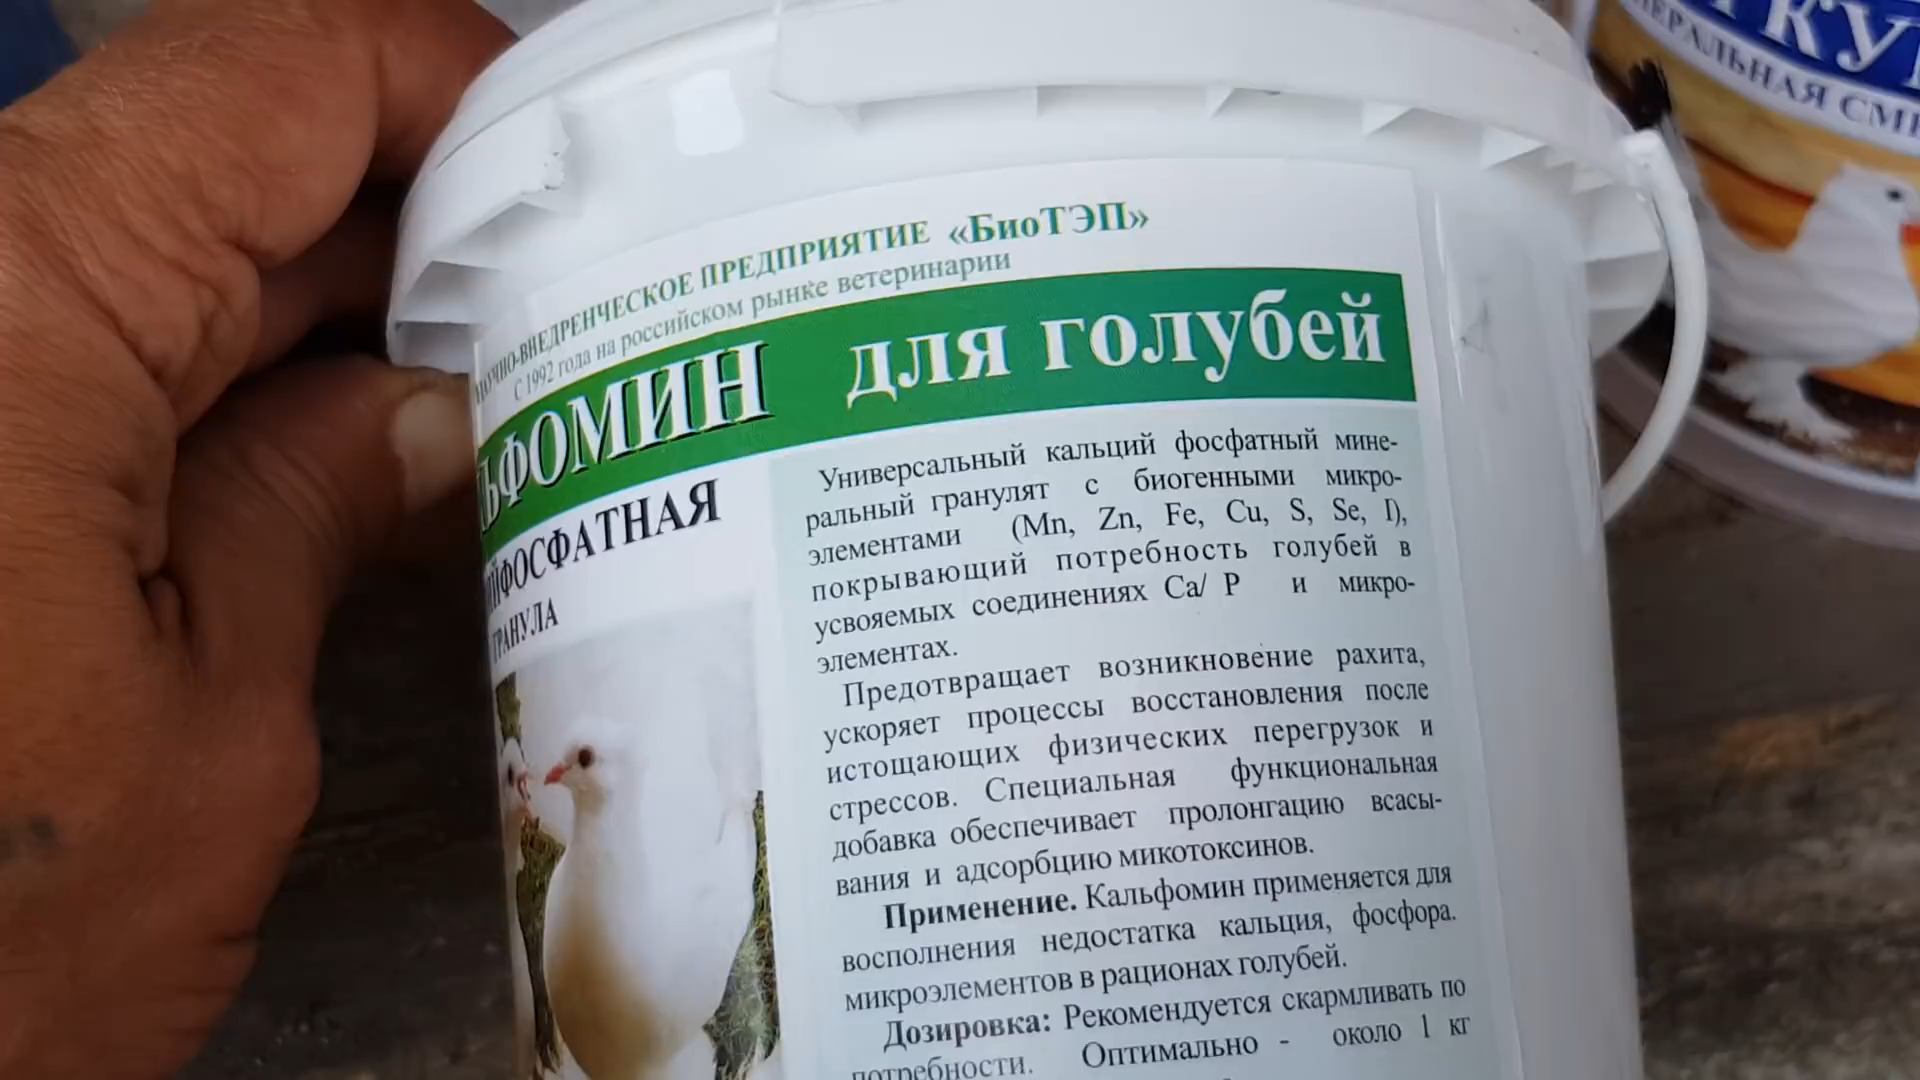 НАУЧНО-ВНЕДРЕНЧЕСКОЕ ПРЕДПРИЯТИЕ «БиоТЭП»
С 1992 года на российском рынке ветеринарии
ЬФОМИН для голубей
ЙФОСФАТНАЯ
ГРАНУЛА
Универсальный кальций фосфатный мине-
ральный гранулят с биогенными микро-
элементами (Mn, Zn, Fe, Cu, S, Se, I),
покрывающий потребность голубей в
усвояемых соединениях Ca/ P и микро-
элементах.
Предотвращает возникновение рахита,
ускоряет процессы восстановления после
истощающих физических перегрузок и
стрессов. Специальная функциональная
добавка обеспечивает пролонгацию всасы-
вания и адсорбцию микотоксинов.
Применение. Кальфомин применяется для
восполнения недостатка кальция, фосфора.
микроэлементов в рационах голубей.
Дозировка: Рекомендуется скармливать по
потребности. Оптимально - около 1 кг
КУ
ЕРАЛЬНАЯ СМ